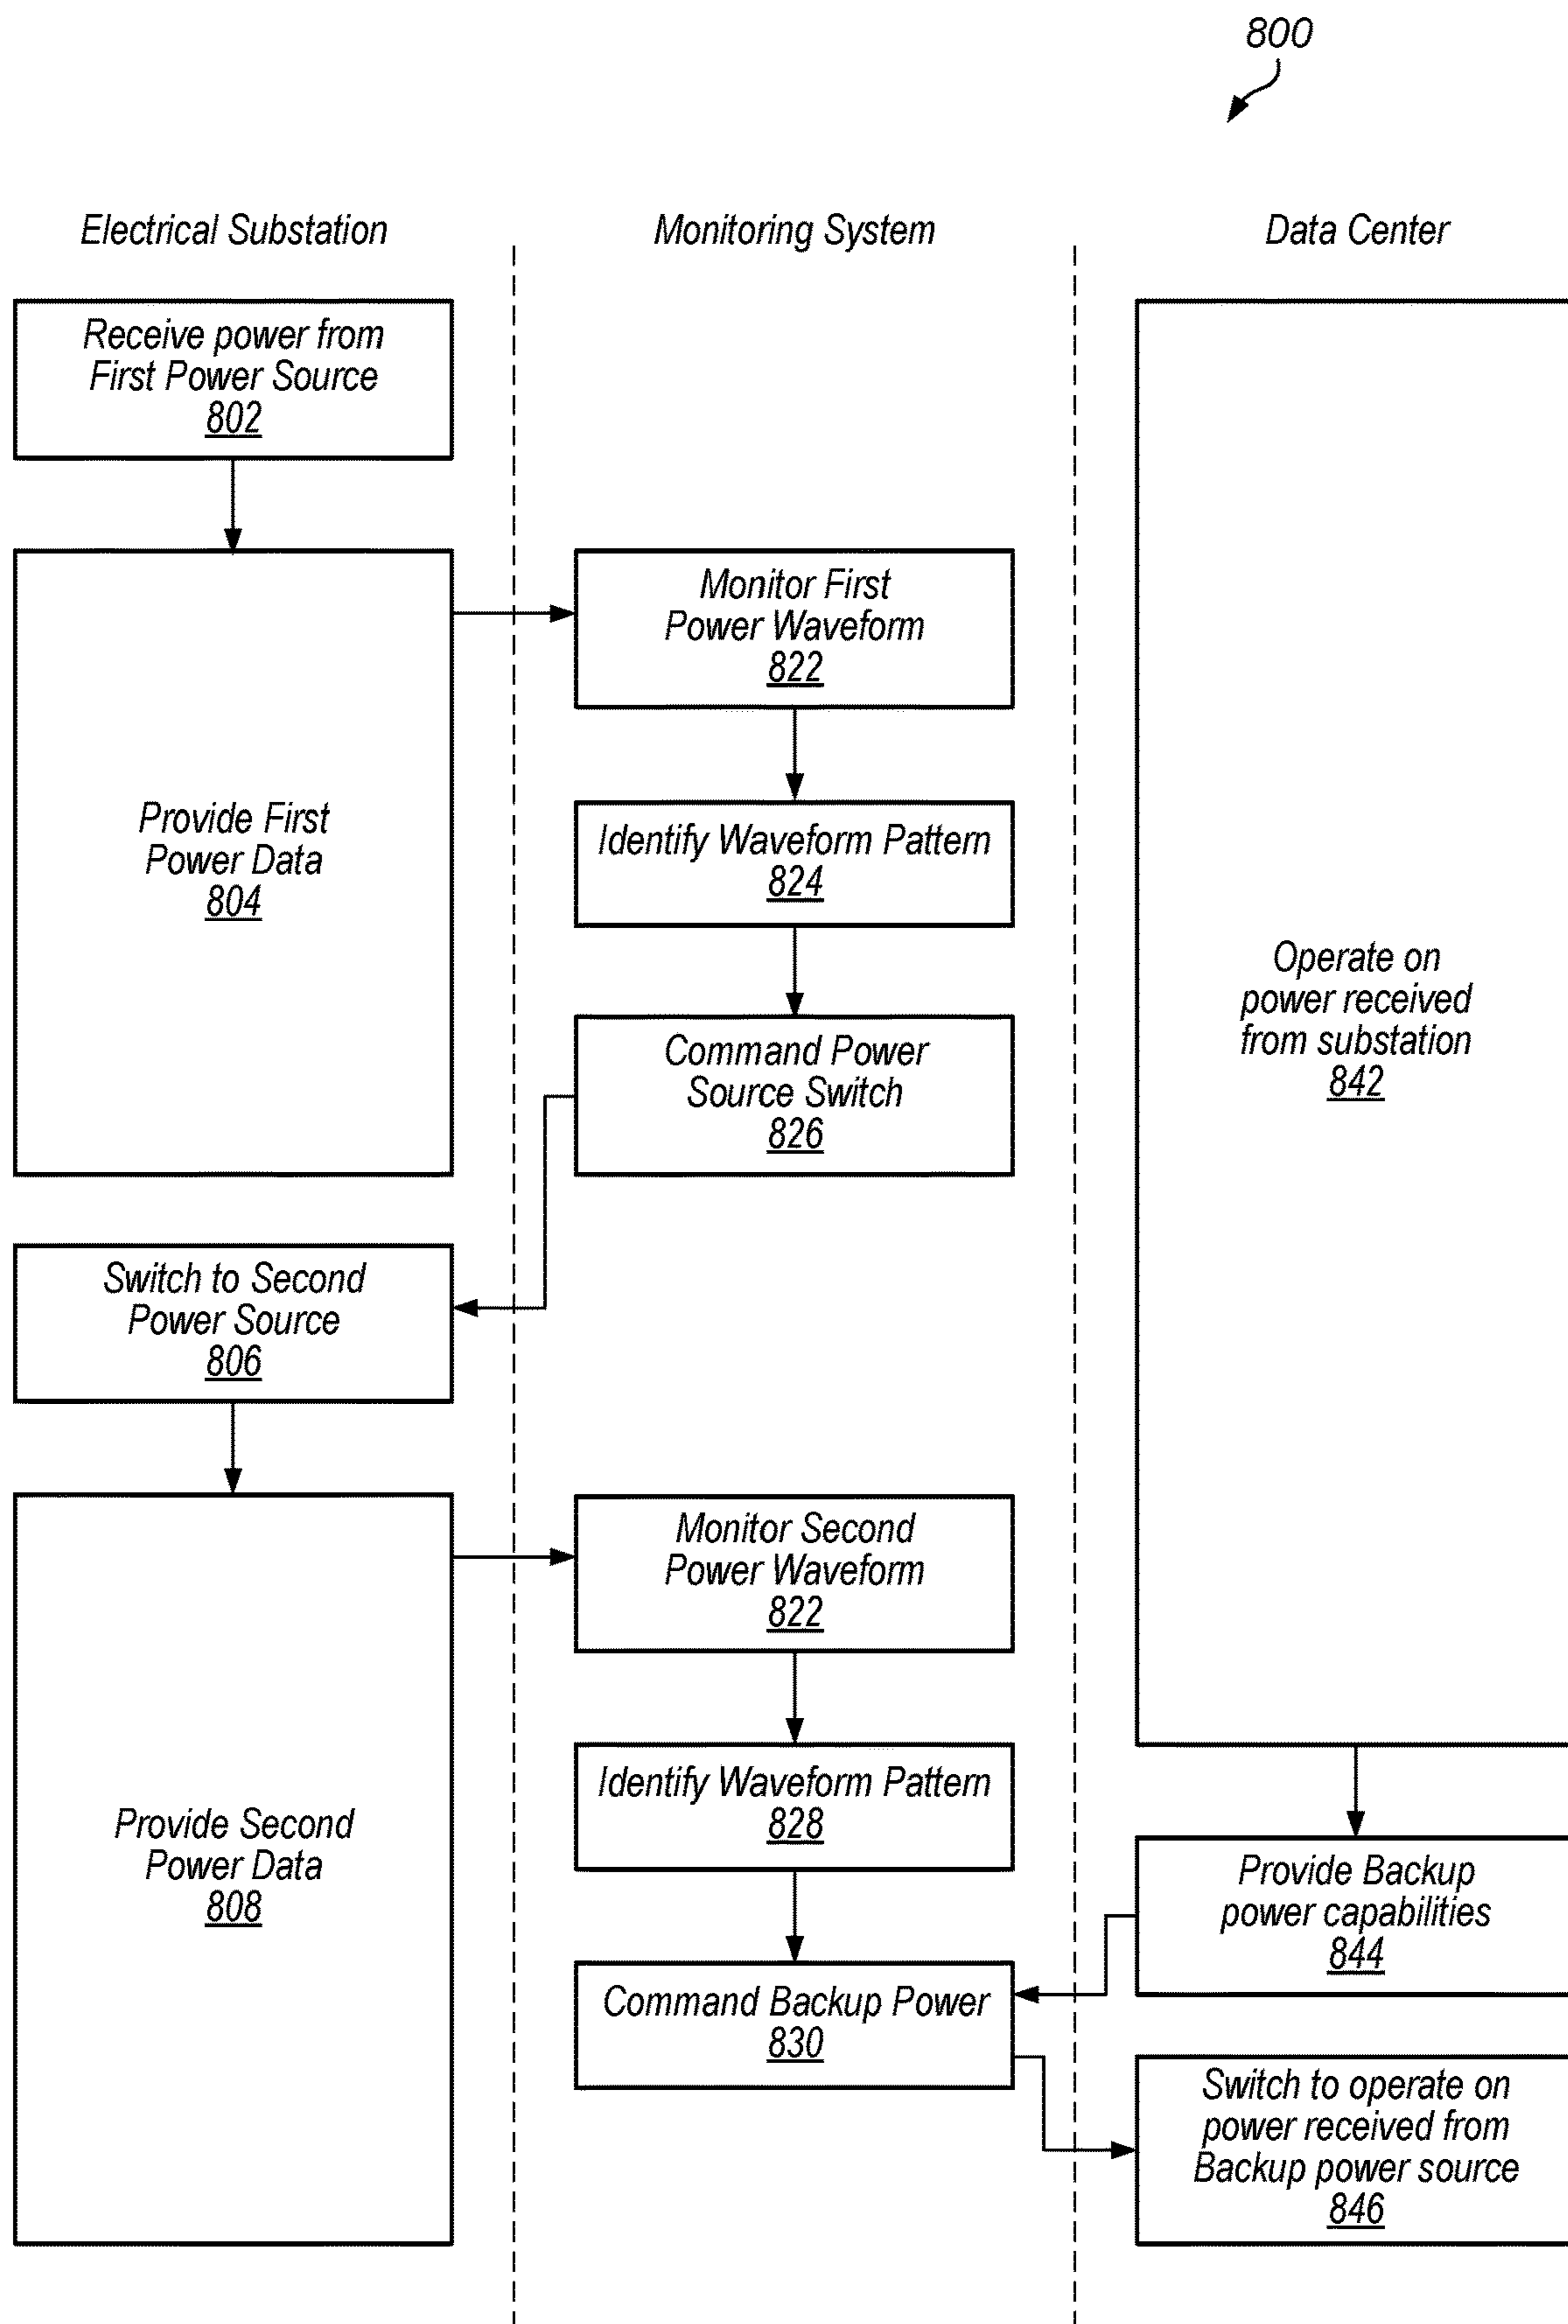 800
Electrical Substation
Monitoring System
Data Center
Receive power from
First Power Source
802
Provide First
Power Data
804
Switch to Second
Power Source
806
Provide Second
Power Data
808
Monitor First
Power Waveform
822
Identify Waveform Pattern
824
Command Power
Source Switch
826
Monitor Second
Power Waveform
822
Identify Waveform Pattern
828
Command Backup Power
830
Operate on
power received
from substation
842
Provide Backup
power capabilities
844
Switch to operate on
power received from
Backup power source
846